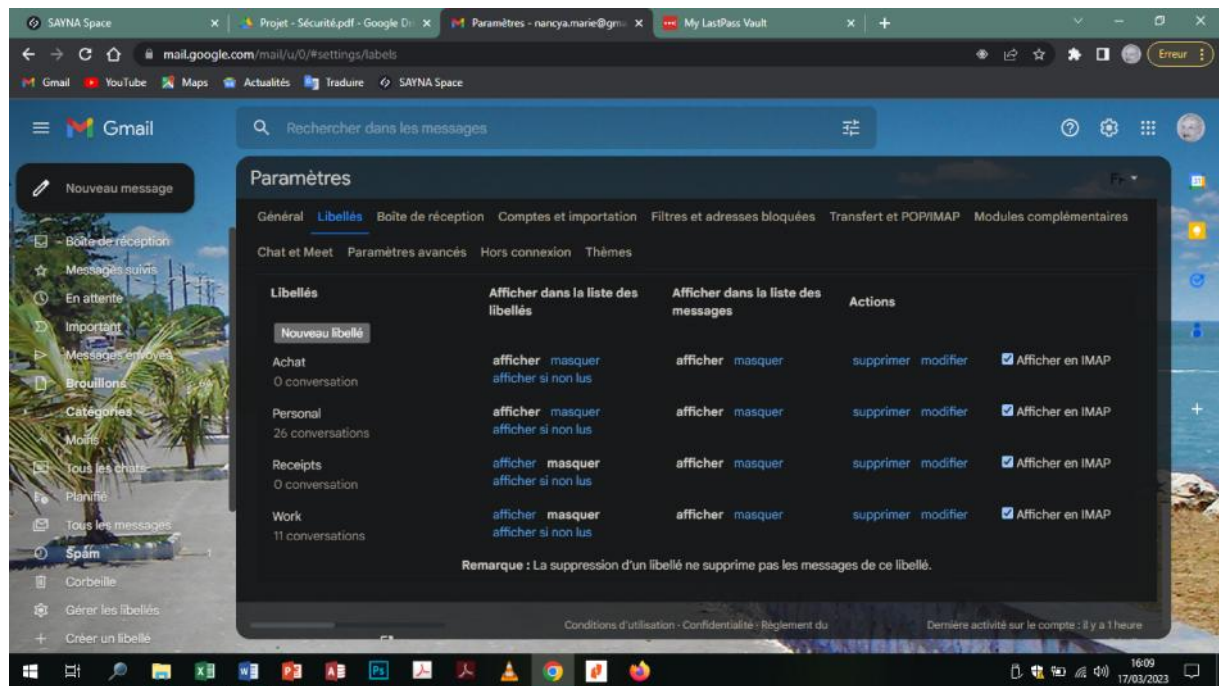 SAYNA Space
Projet - Sécurité.pdf - Google Dri
Paramètres - nancya.marie@gma
My LastPass Vault
mail.google.com/mail/u/0/#settings/labels
Erreur
Gmail YouTube Maps Actualités Traduire SAYNA Space
Gmail
Rechercher dans les messages
Nouveau message
Boîte de réception
Messages suivis
En attente
Important
Messages envoyés
Brouillons
Catégories
Moins
Tous les chats
Planifié
Tous les messages
Spam 1
Corbeille
Gérer les libellés
Créer un libellé
Paramètres
Général Libellés Boîte de réception Comptes et importation Filtres et adresses bloquées Transfert et POP/IMAP Modules complémentaires
Chat et Meet Paramètres avancés Hors connexion Thèmes
Libellés
Afficher dans la liste des
libellés
Afficher dans la liste des
messages
Actions
Nouveau libellé
Achat afficher masquer afficher masquer supprimer modifier Afficher en IMAP
0 conversation afficher si non lus
Personal afficher masquer afficher masquer supprimer modifier Afficher en IMAP
26 conversations afficher si non lus
Receipts afficher masquer afficher masquer supprimer modifier Afficher en IMAP
0 conversation afficher si non lus
Work afficher masquer afficher masquer supprimer modifier Afficher en IMAP
11 conversations afficher si non lus
Remarque : La suppression d'un libellé ne supprime pas les messages de ce libellé.
Conditions d'utilisation - Confidentialité - Règlement du
Dernière activité sur le compte : il y a 1 heure
16:09
17/03/2023